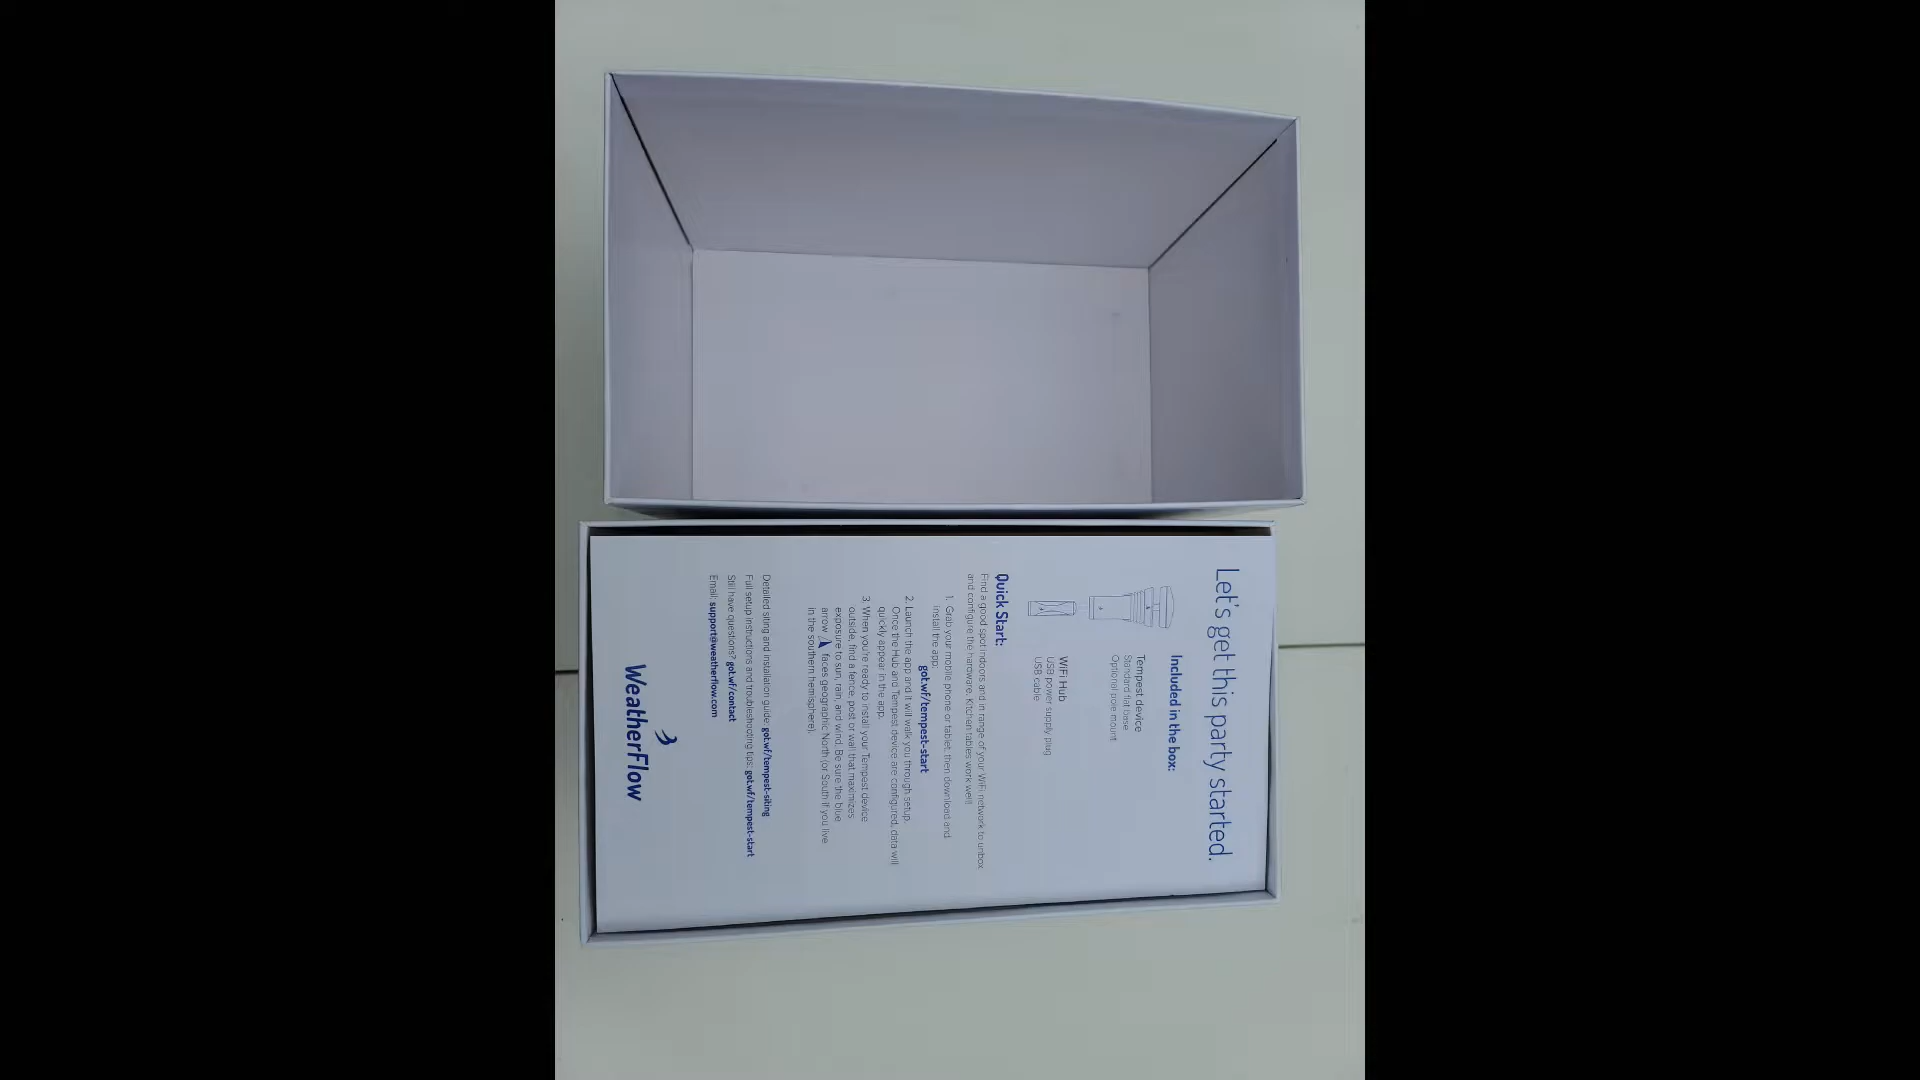 Let's get this party started.
Included in the box:
Tempest device
Standard flat base
Optional pole mount
WiFi Hub
USB power supply plug
USB cable
Quick Start:
Find a good spot indoors and in range of your WiFi network to unbox
and configure the hardware. Kitchen tables work well!
1. Grab your mobile phone or tablet, then download and
install the app:
got.wf/tempest-start
2. Launch the app and it will walk you through setup.
Once the Hub and Tempest device are configured, data will
quickly appear in the app.
3. When you're ready to install your Tempest device
outside, find a fence, post or wall that maximizes
exposure to sun, rain, and wind. Be sure the blue
arrow faces geographic North (or South if you live
in the southern hemisphere).
Detailed siting and installation guide: got.wf/tempest-siting
Full setup instructions and troubleshooting tips: got.wf/tempest-start
Still have questions? got.wf/contact
Email: support@weatherflow.com
WeatherFlow